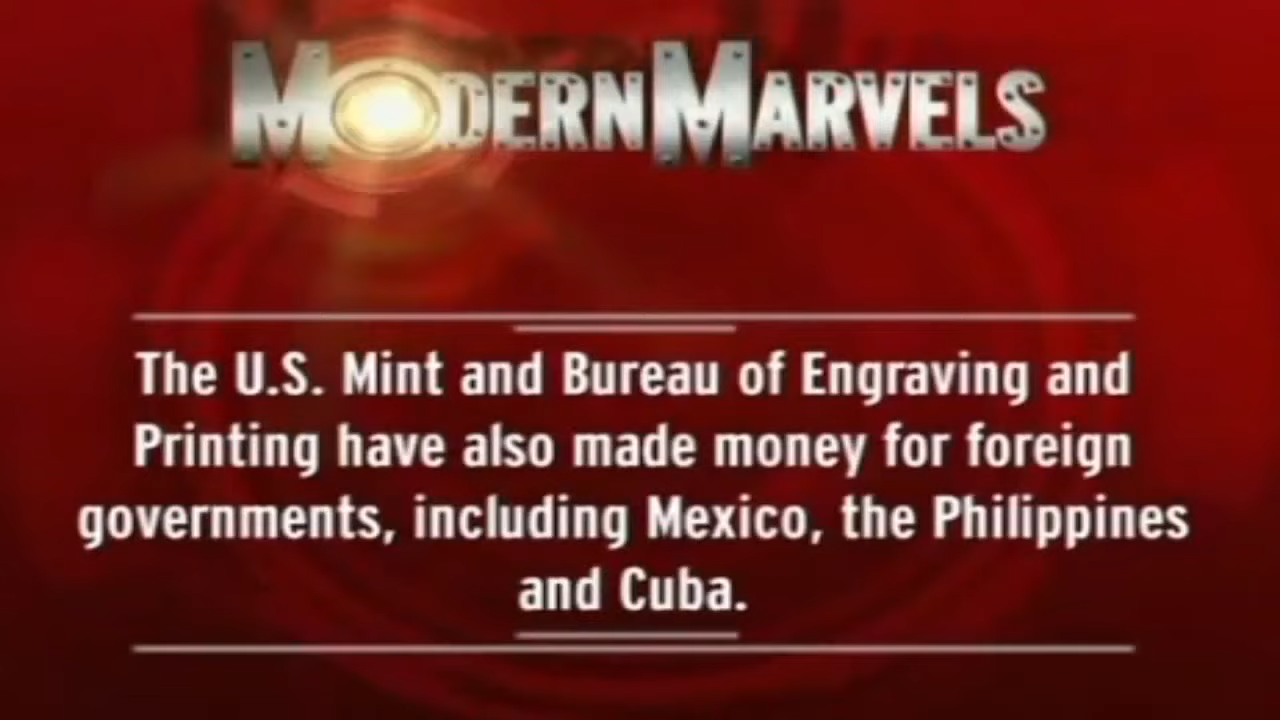 MODERN MARVELS
The U.S. Mint and Bureau of Engraving and
Printing have also made money for foreign
governments, including Mexico, the Philippines
and Cuba.